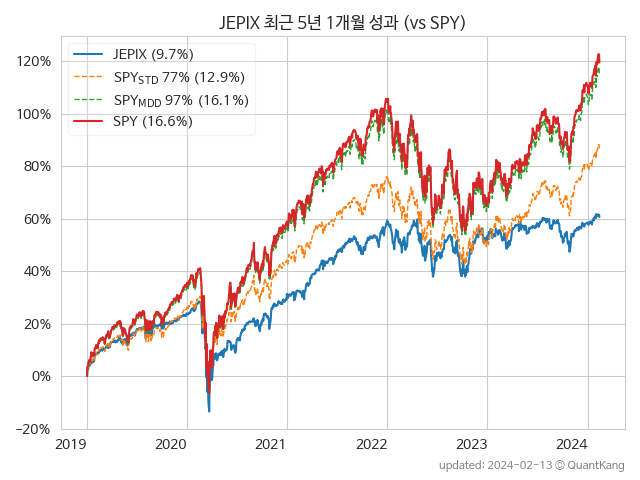 JEPIX 최근 5년 1개월 성과 (vs SPY)
JEPIX (9.7%)
SPY_STD 77% (12.9%)
SPY_MDD 97% (16.1%)
SPY (16.6%)
120%
100%
80%
60%
40%
20%
0%
−20%
2019
2020
2021
2022
2023
2024
updated: 2024-02-13 © QuantKang